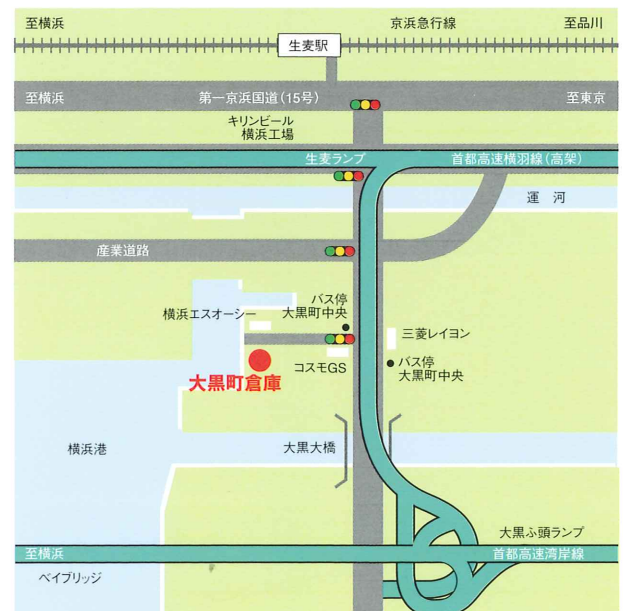 至横浜
京浜急行線
至品川
生麦駅
至横浜
第一京浜国道(15号)
至東京
キリンビール
横浜工場
生麦ランプ
首都高速横羽線(高架)
運 河
産業道路
バス停
大黒町中央
横浜エスオーシー
三菱レイヨン
コスモGS
バス停
大黒町中央
大黒町倉庫
横浜港
大黒大橋
大黒ふ頭ランプ
至横浜
首都高速湾岸線
ベイブリッジ